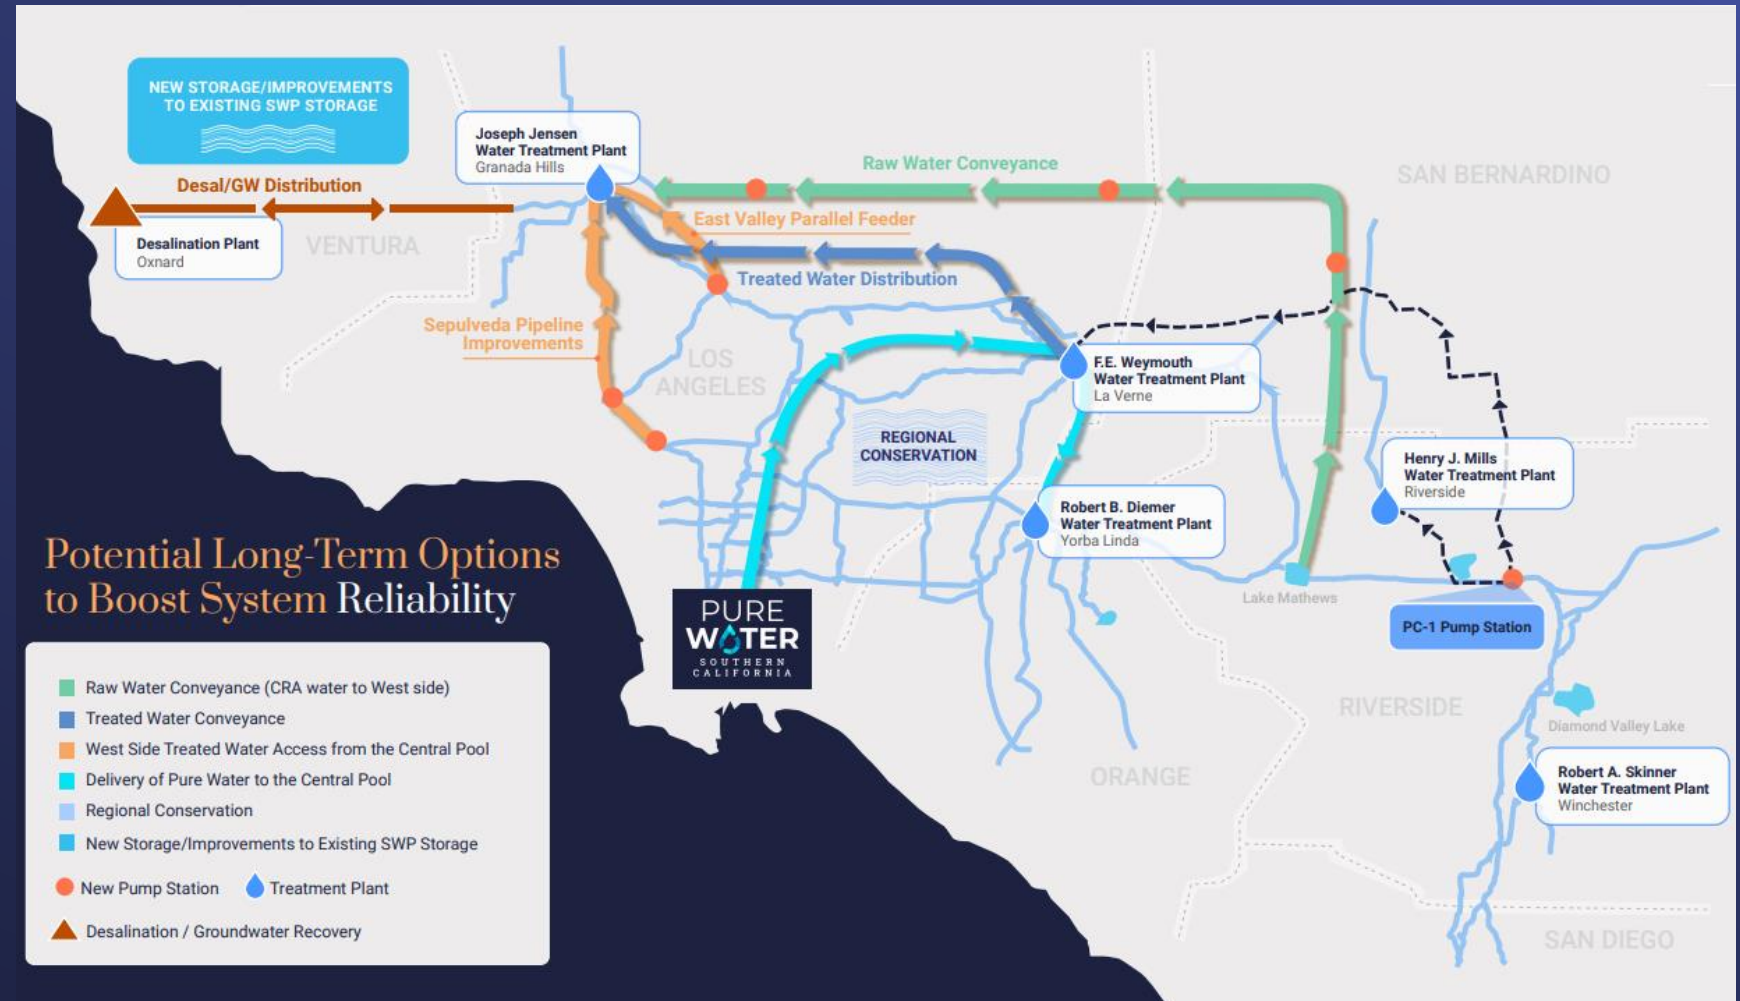 NEW STORAGE/IMPROVEMENTS
TO EXISTING SWP STORAGE
Joseph Jensen
Water Treatment Plant
Granada Hills
Raw Water Conveyance
SAN BERNARDINO
Desal/GW Distribution
East Valley Parallel Feeder
Desalination Plant
Oxnard
VENTURA
Treated Water Distribution
Sepulveda Pipeline
Improvements
LOS
ANGELES
F.E. Weymouth
Water Treatment Plant
La Verne
REGIONAL
CONSERVATION
Henry J. Mills
Water Treatment Plant
Riverside
Robert B. Diemer
Water Treatment Plant
Yorba Linda
Potential Long-Term Options
to Boost System Reliability
Lake Mathews
PC-1 Pump Station
PURE
WATER
SOUTHERN
CALIFORNIA
RIVERSIDE
Diamond Valley Lake
ORANGE
Robert A. Skinner
Water Treatment Plant
Winchester
SAN DIEGO
Raw Water Conveyance (CRA water to West side)
Treated Water Conveyance
West Side Treated Water Access from the Central Pool
Delivery of Pure Water to the Central Pool
Regional Conservation
New Storage/Improvements to Existing SWP Storage
New Pump Station
Treatment Plant
Desalination / Groundwater Recovery